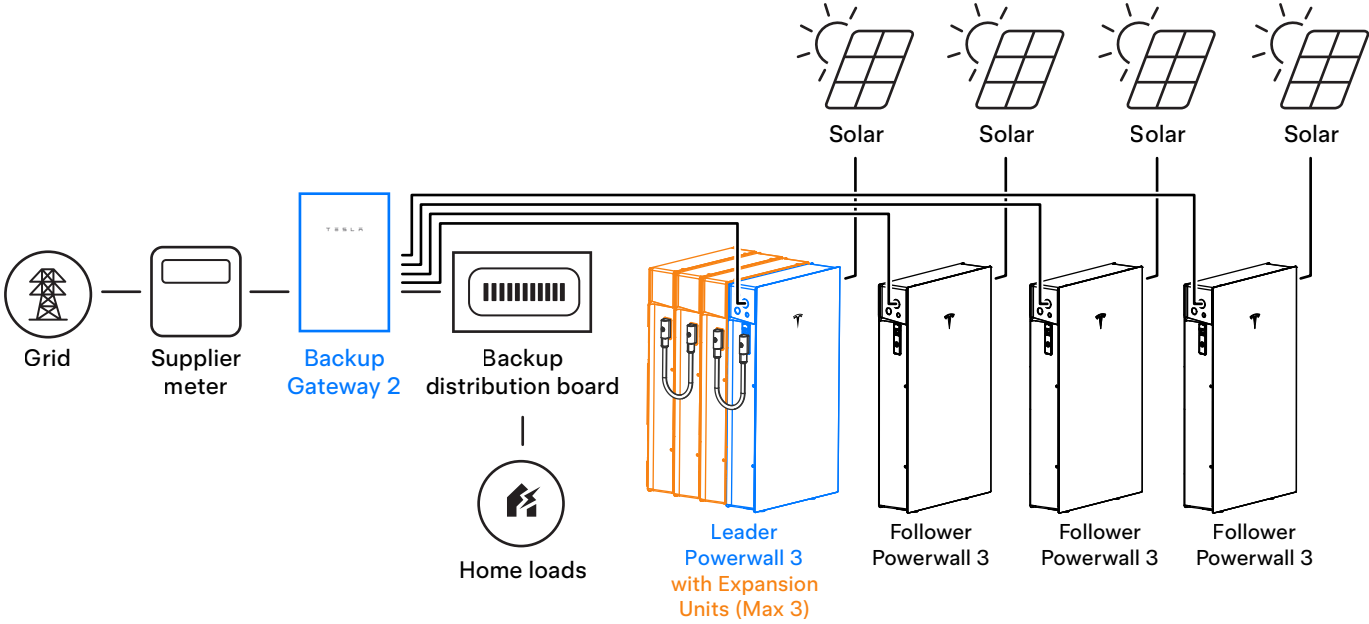 Solar
Solar
Solar
Solar
TESLA
Grid
Supplier
meter
Backup
Gateway 2
Backup
distribution board
Home loads
Leader
Powerwall 3
with Expansion
Units (Max 3)
Follower
Powerwall 3
Follower
Powerwall 3
Follower
Powerwall 3